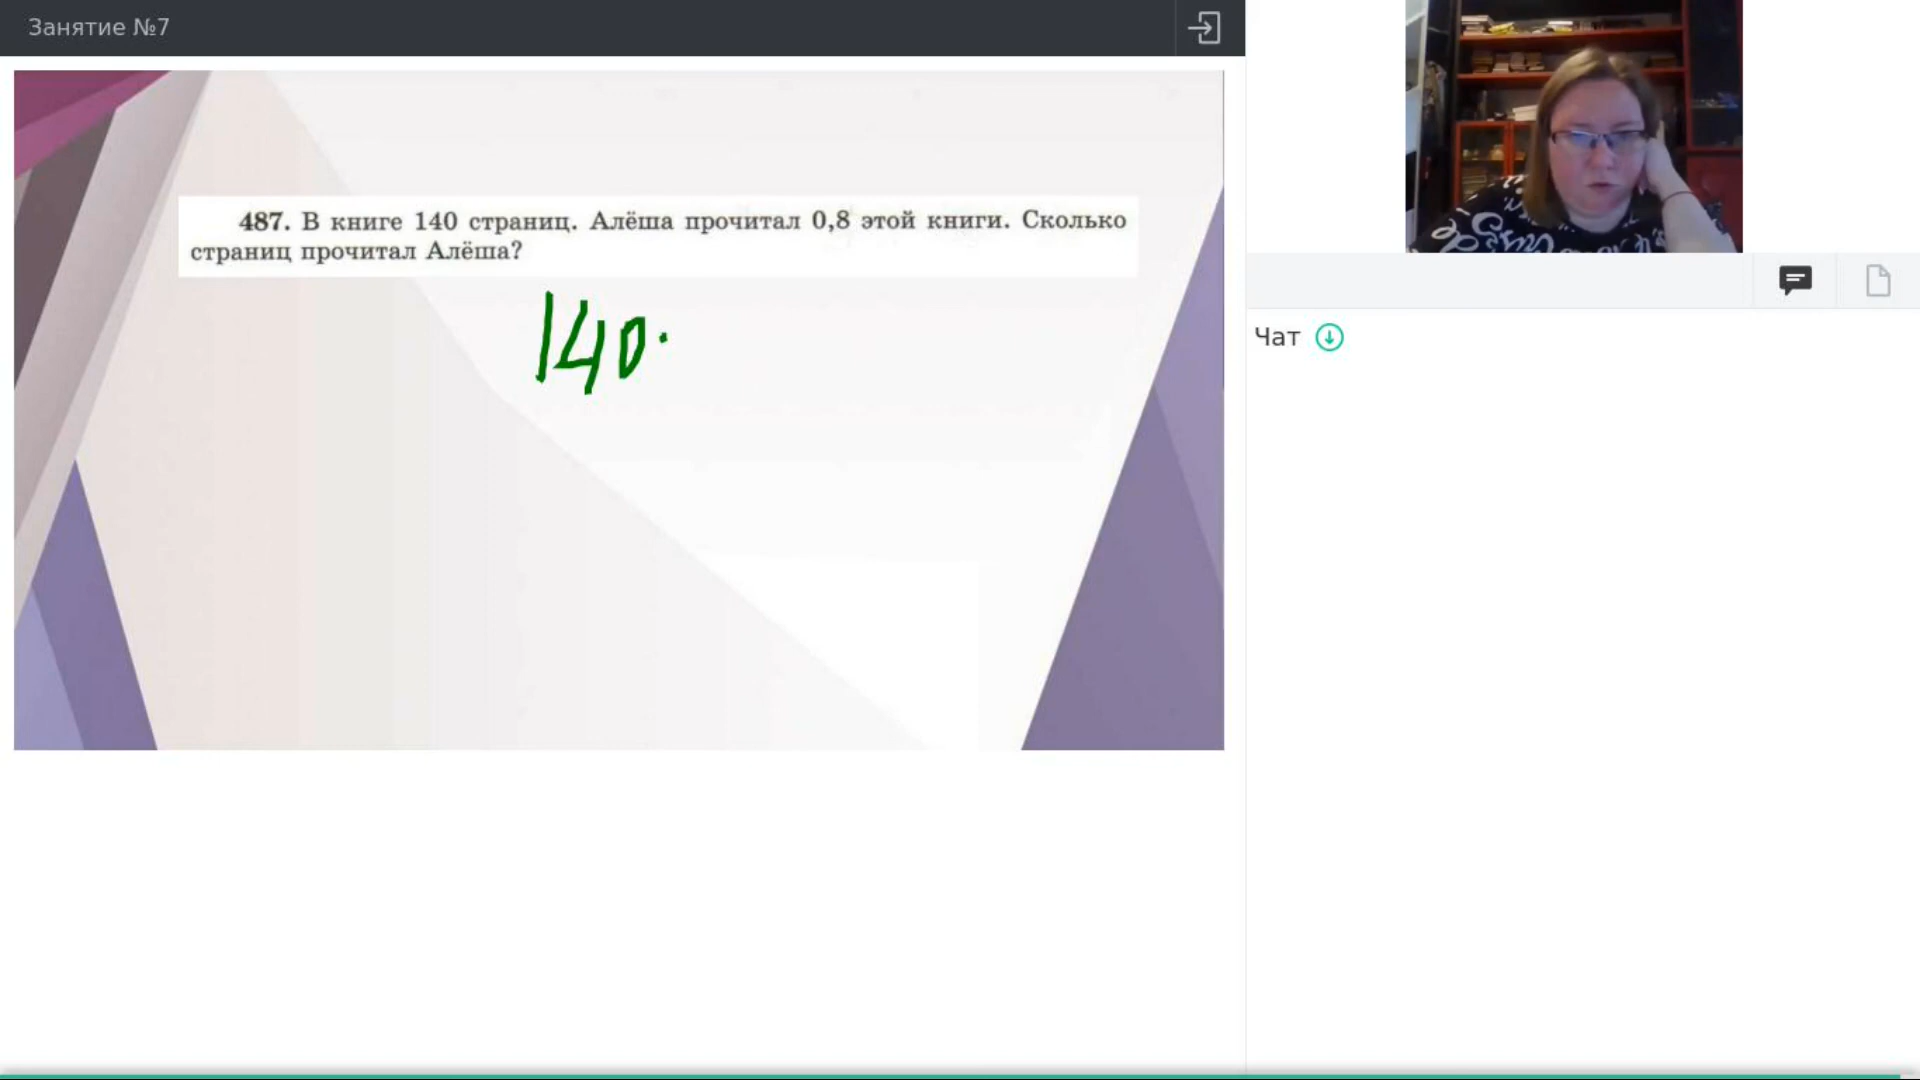 Занятие №7
487. В книге 140 страниц. Алёша прочитал 0,8 этой книги. Сколько
страниц прочитал Алёша?
140·
Чат